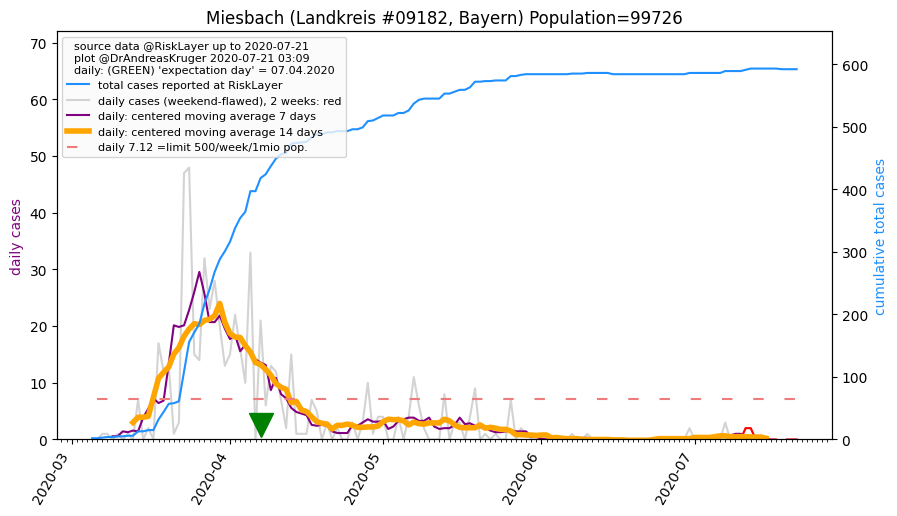 Miesbach (Landkreis #09182, Bayern) Population=99726
source data @RiskLayer up to 2020-07-21
plot @DrAndreasKruger 2020-07-21 03:09
daily: (GREEN) 'expectation day' = 07.04.2020
total cases reported at RiskLayer
daily cases (weekend-flawed), 2 weeks: red
daily: centered moving average 7 days
daily: centered moving average 14 days
daily 7.12 =limit 500/week/1mio pop.
daily cases
70
60
50
40
30
20
10
0
cumulative total cases
600
500
400
300
200
100
0
2020-03
2020-04
2020-05
2020-06
2020-07